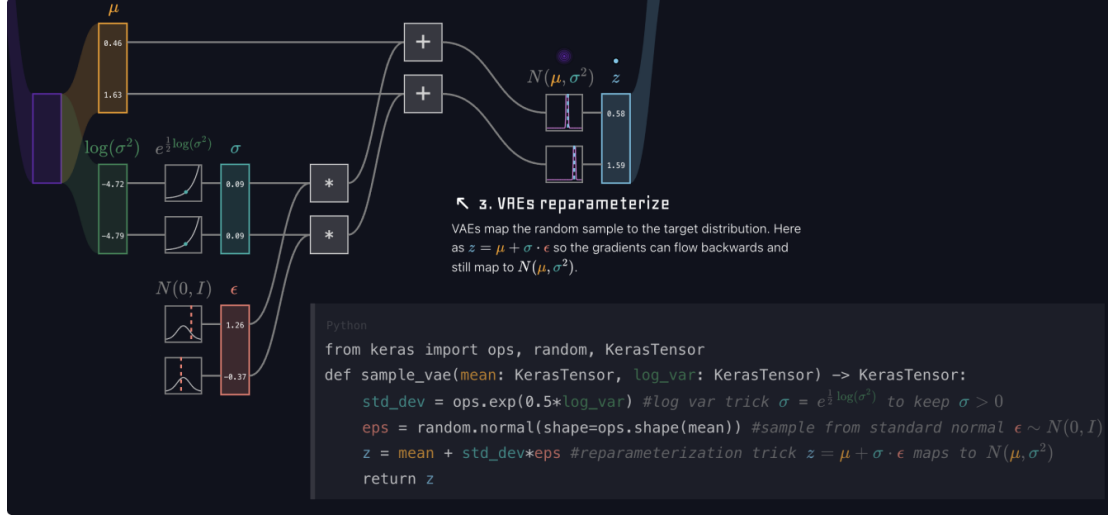 μ
0.46
1.63
+
+
N(μ, σ²) z
0.58
1.59
log(σ²) e^{½ log(σ²)} σ
-4.72 0.09 *
-4.79 0.09 *
↖ 3. VAEs reparameterize
VAEs map the random sample to the target distribution. Here
as z = μ + σ · ϵ so the gradients can flow backwards and
still map to N(μ, σ²).
N(0, I) ϵ
1.26
-0.37
Python
from keras import ops, random, KerasTensor
def sample_vae(mean: KerasTensor, log_var: KerasTensor) -> KerasTensor:
std_dev = ops.exp(0.5*log_var) #log var trick σ = e^{½ log(σ²)} to keep σ > 0
eps = random.normal(shape=ops.shape(mean)) #sample from standard normal ϵ ∼ N(0, I)
z = mean + std_dev*eps #reparameterization trick z = μ + σ · ϵ maps to N(μ, σ²)
return z